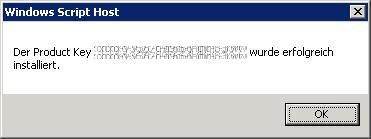 Windows Script Host
Der Product Key wurde erfolgreich
installiert.
OK